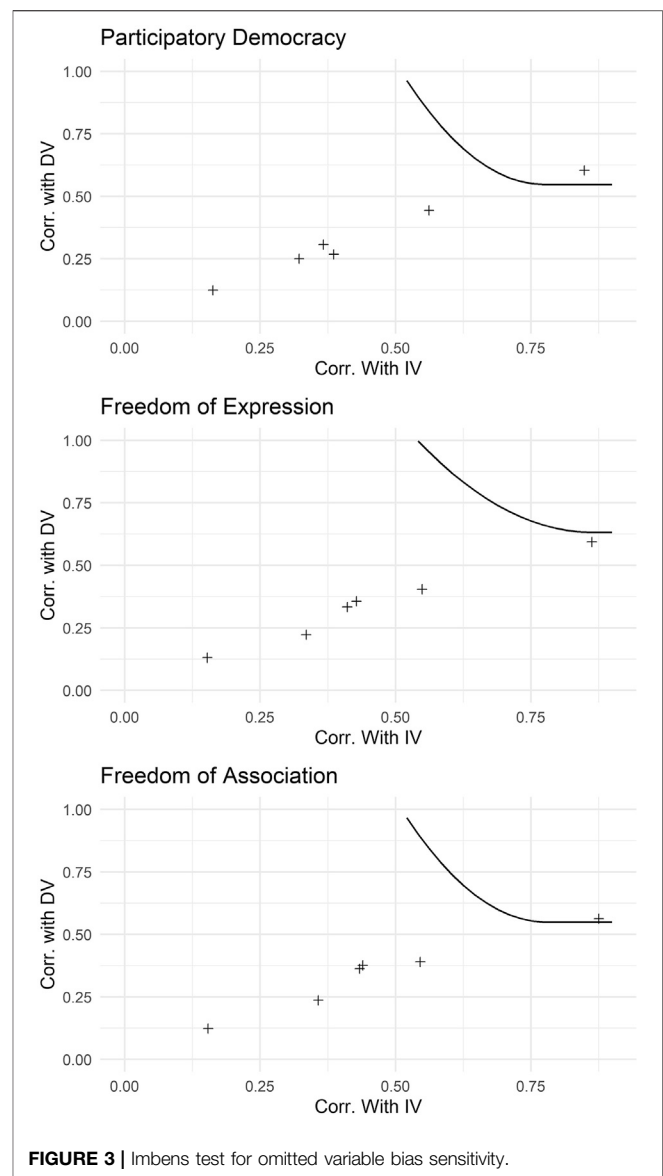 Participatory Democracy
1.00
0.75
0.50
0.25
0.00
Corr. with DV
0.00 0.25 0.50 0.75
Corr. With IV
Freedom of Expression
1.00
0.75
0.50
0.25
0.00
Corr. with DV
0.00 0.25 0.50 0.75
Corr. With IV
Freedom of Association
1.00
0.75
0.50
0.25
0.00
Corr. with DV
0.00 0.25 0.50 0.75
Corr. With IV
FIGURE 3 | Imbens test for omitted variable bias sensitivity.